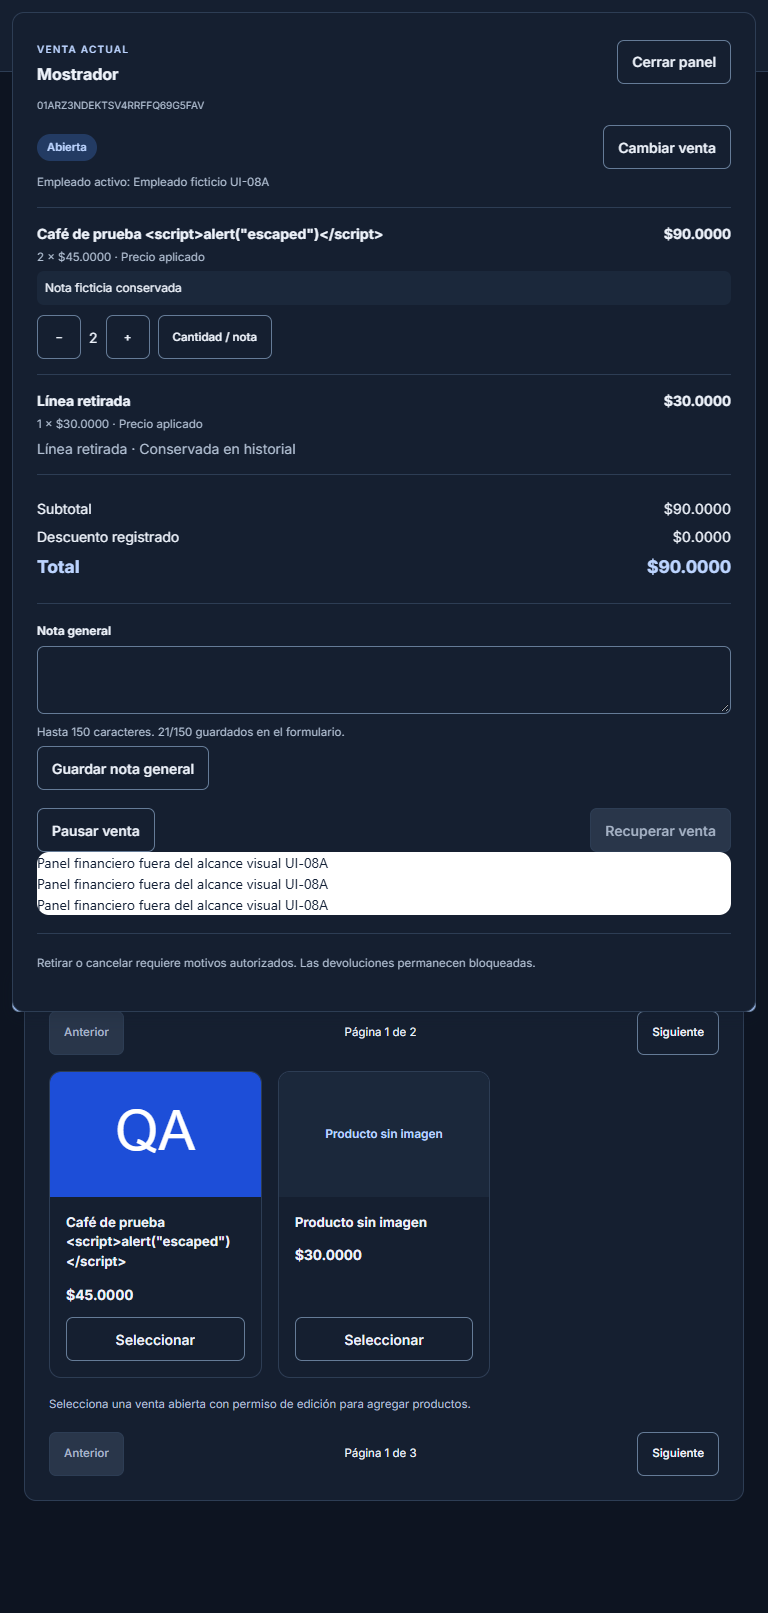 VENTA ACTUAL
Mostrador
Cerrar panel
01ARZ3NDEKTSV4RRFFQ69G5FAV
Abierta
Cambiar venta
Empleado activo: Empleado ficticio UI-08A
Café de prueba <script>alert("escaped")</script>
$90.0000
2 × $45.0000 · Precio aplicado
Nota ficticia conservada
− 2 + Cantidad / nota
Línea retirada
$30.0000
1 × $30.0000 · Precio aplicado
Línea retirada · Conservada en historial
Subtotal
$90.0000
Descuento registrado
$0.0000
Total
$90.0000
Nota general
Hasta 150 caracteres. 21/150 guardados en el formulario.
Guardar nota general
Pausar venta
Recuperar venta
Panel financiero fuera del alcance visual UI-08A
Panel financiero fuera del alcance visual UI-08A
Panel financiero fuera del alcance visual UI-08A
Retirar o cancelar requiere motivos autorizados. Las devoluciones permanecen bloqueadas.
Anterior
Página 1 de 2
Siguiente
QA
Café de prueba
<script>alert("escaped")
</script>
$45.0000
Seleccionar
Producto sin imagen
Producto sin imagen
$30.0000
Seleccionar
Selecciona una venta abierta con permiso de edición para agregar productos.
Anterior
Página 1 de 3
Siguiente